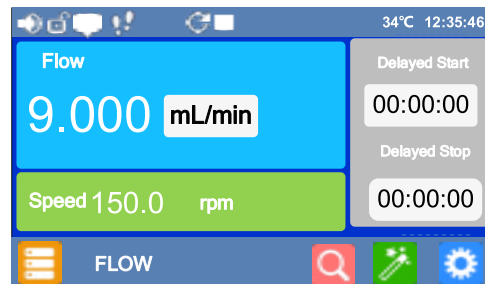 34℃ 12:35:46
Flow
9.000 mL/min
Speed 150.0 rpm
Delayed Start
00:00:00
Delayed Stop
00:00:00
FLOW